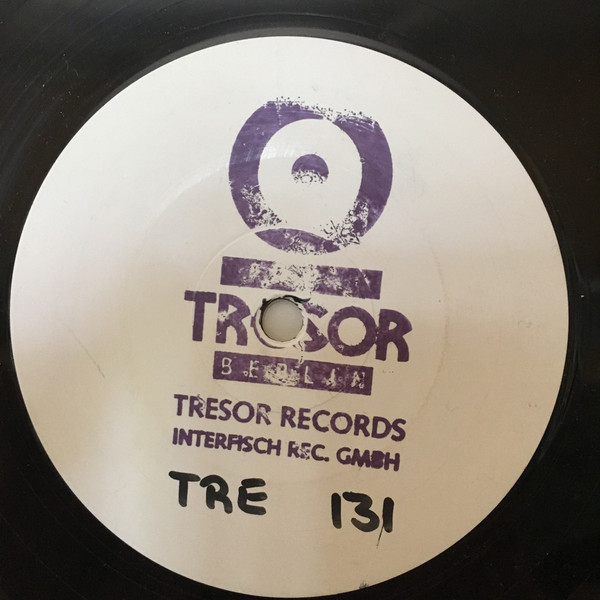 TRESOR
BERLIN
TRESOR RECORDS
INTERFISCH REC. GMBH
TRE 131